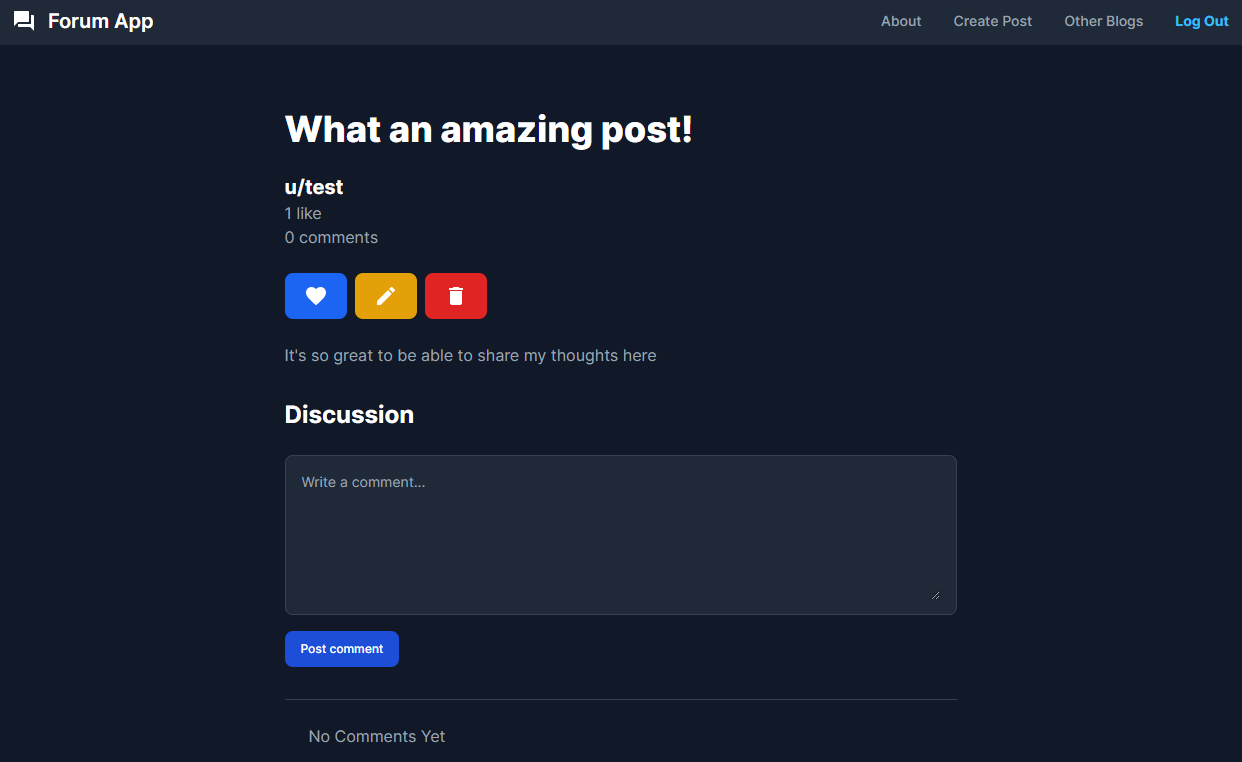 Forum App
About
Create Post
Other Blogs
Log Out
What an amazing post!
u/test
1 like
0 comments
It's so great to be able to share my thoughts here
Discussion
Write a comment...
Post comment
No Comments Yet